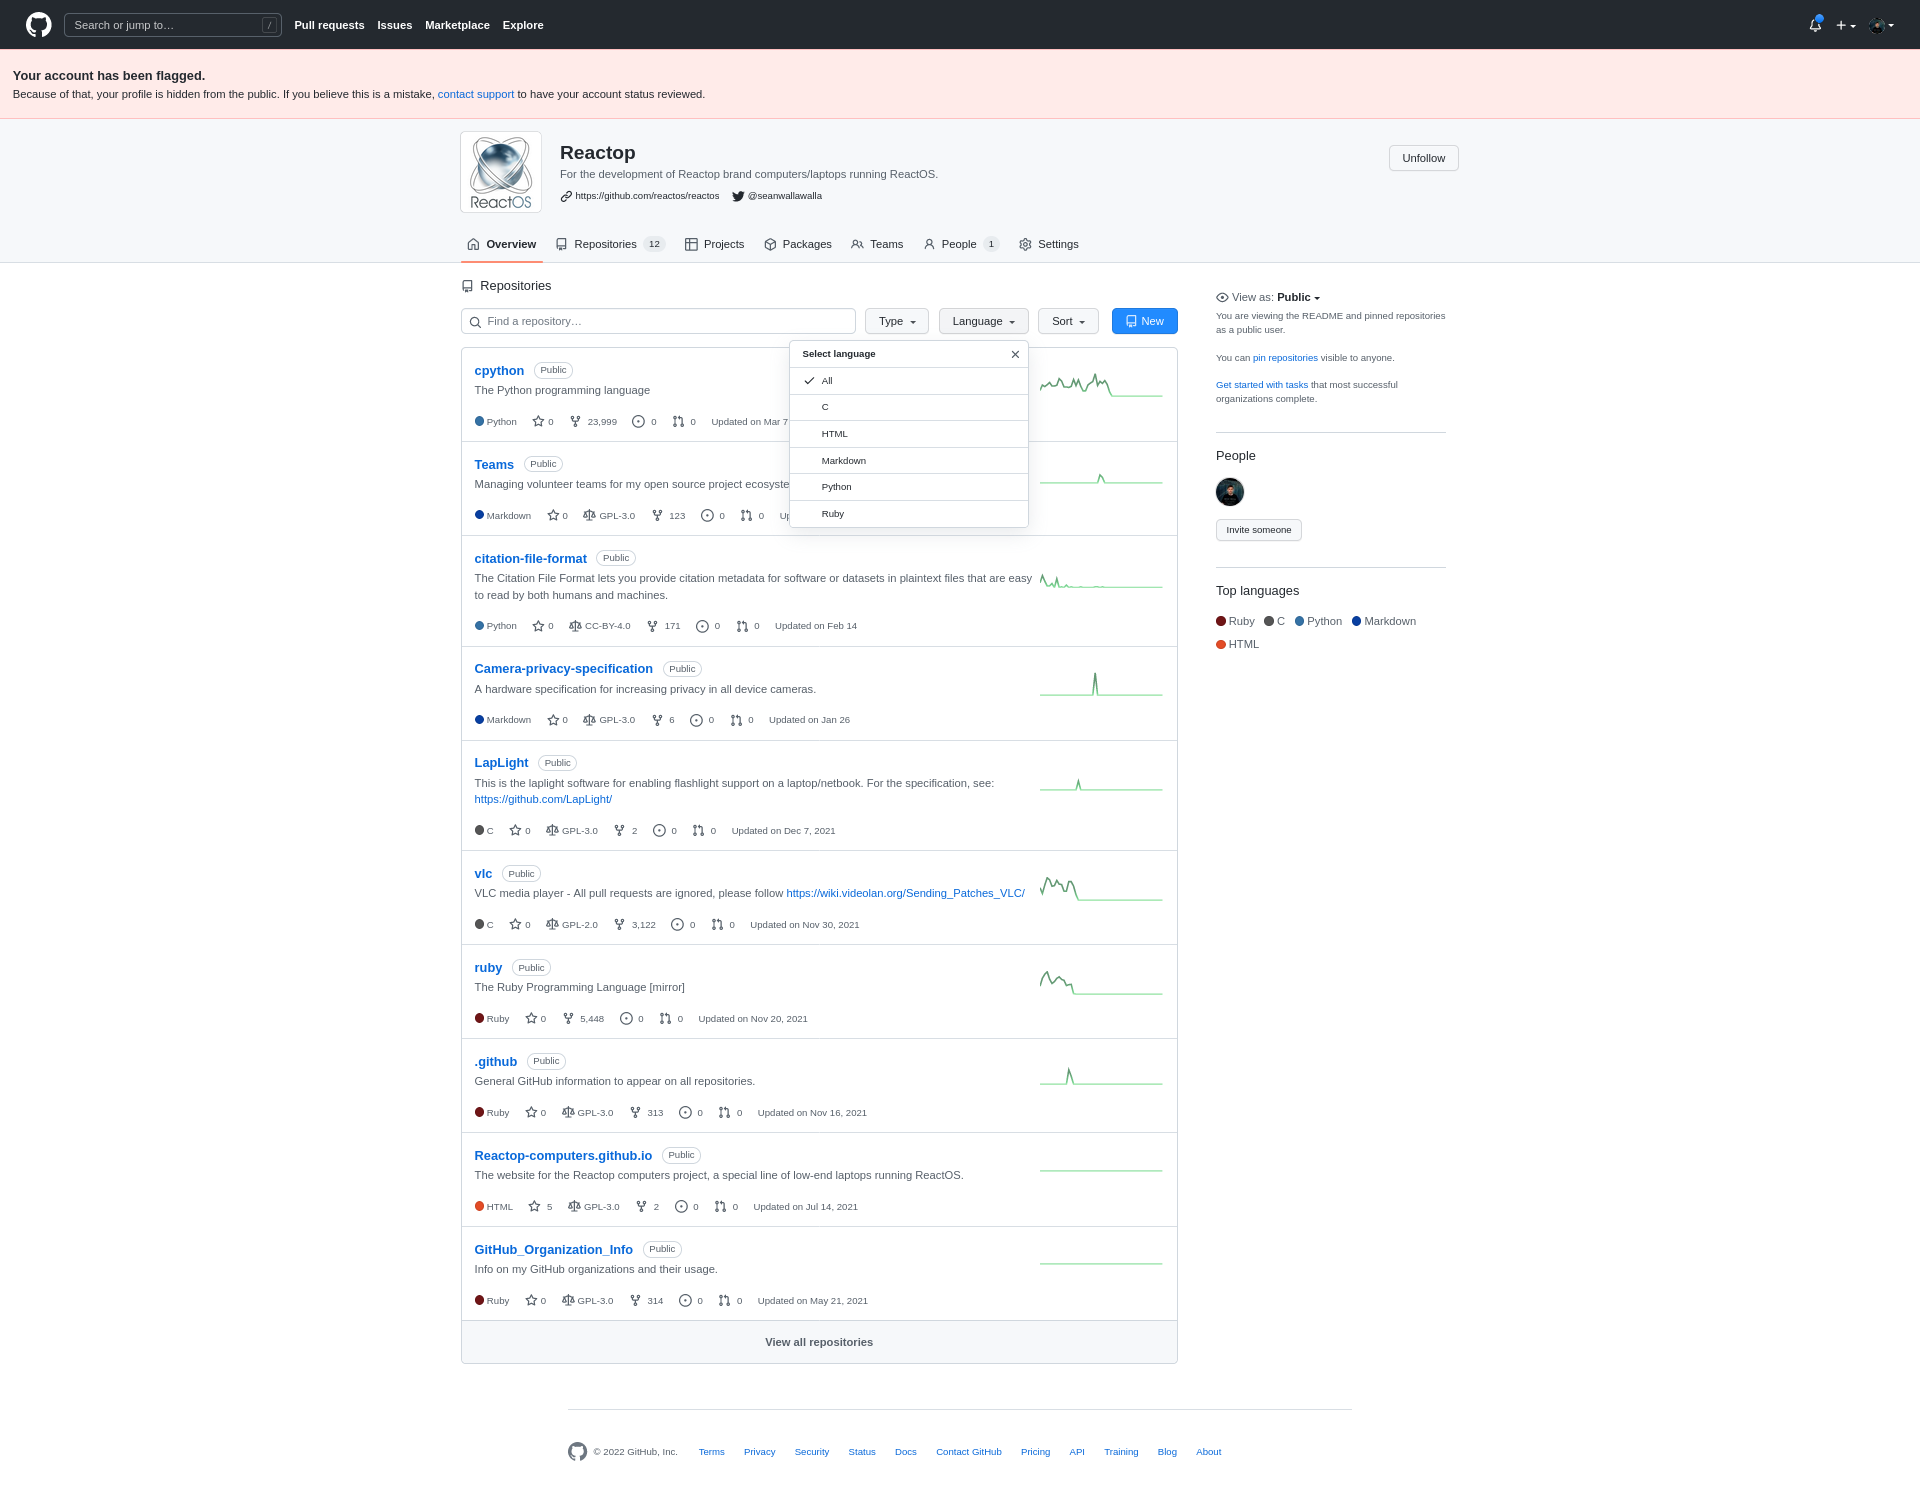 Search or jump to… /
Pull requests Issues Marketplace Explore
Your account has been flagged.
Because of that, your profile is hidden from the public. If you believe this is a mistake, contact support to have your account status reviewed.
ReactOS
Reactop
For the development of Reactop brand computers/laptops running ReactOS.
https://github.com/reactos/reactos @seanwallawalla
Unfollow
Overview Repositories 12 Projects Packages Teams People 1 Settings
Repositories
Find a repository…
Type Language Sort New
Select language
All
C
HTML
Markdown
Python
Ruby
cpython Public
The Python programming language
Python 0 23,999 0 0 Updated on Mar 7
Teams Public
Managing volunteer teams for my open source project ecosyste
Markdown 0 GPL-3.0 123 0 0
citation-file-format Public
The Citation File Format lets you provide citation metadata for software or datasets in plaintext files that are easy
to read by both humans and machines.
Python 0 CC-BY-4.0 171 0 0 Updated on Feb 14
Camera-privacy-specification Public
A hardware specification for increasing privacy in all device cameras.
Markdown 0 GPL-3.0 6 0 0 Updated on Jan 26
LapLight Public
This is the laplight software for enabling flashlight support on a laptop/netbook. For the specification, see:
https://github.com/LapLight/
C 0 GPL-3.0 2 0 0 Updated on Dec 7, 2021
vlc Public
VLC media player - All pull requests are ignored, please follow https://wiki.videolan.org/Sending_Patches_VLC/
C 0 GPL-2.0 3,122 0 0 Updated on Nov 30, 2021
ruby Public
The Ruby Programming Language [mirror]
Ruby 0 5,448 0 0 Updated on Nov 20, 2021
.github Public
General GitHub information to appear on all repositories.
Ruby 0 GPL-3.0 313 0 0 Updated on Nov 16, 2021
Reactop-computers.github.io Public
The website for the Reactop computers project, a special line of low-end laptops running ReactOS.
HTML 5 GPL-3.0 2 0 0 Updated on Jul 14, 2021
GitHub_Organization_Info Public
Info on my GitHub organizations and their usage.
Ruby 0 GPL-3.0 314 0 0 Updated on May 21, 2021
View all repositories
View as: Public
You are viewing the README and pinned repositories
as a public user.
You can pin repositories visible to anyone.
Get started with tasks that most successful
organizations complete.
People
Invite someone
Top languages
Ruby C Python Markdown
HTML
© 2022 GitHub, Inc. Terms Privacy Security Status Docs Contact GitHub Pricing API Training Blog About